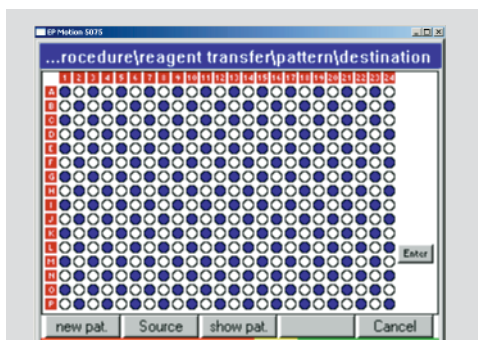 EP Motion 5075
...rocedure\reagent transfer\pattern\destination
1 2 3 4 5 6 7 8 9 10 11 12 13 14 15 16 17 18 19 20 21 22 23 24
A
B
C
D
E
F
G
H
I
J
K
L
Enter
M
N
O
P
new pat. Source show pat. Cancel